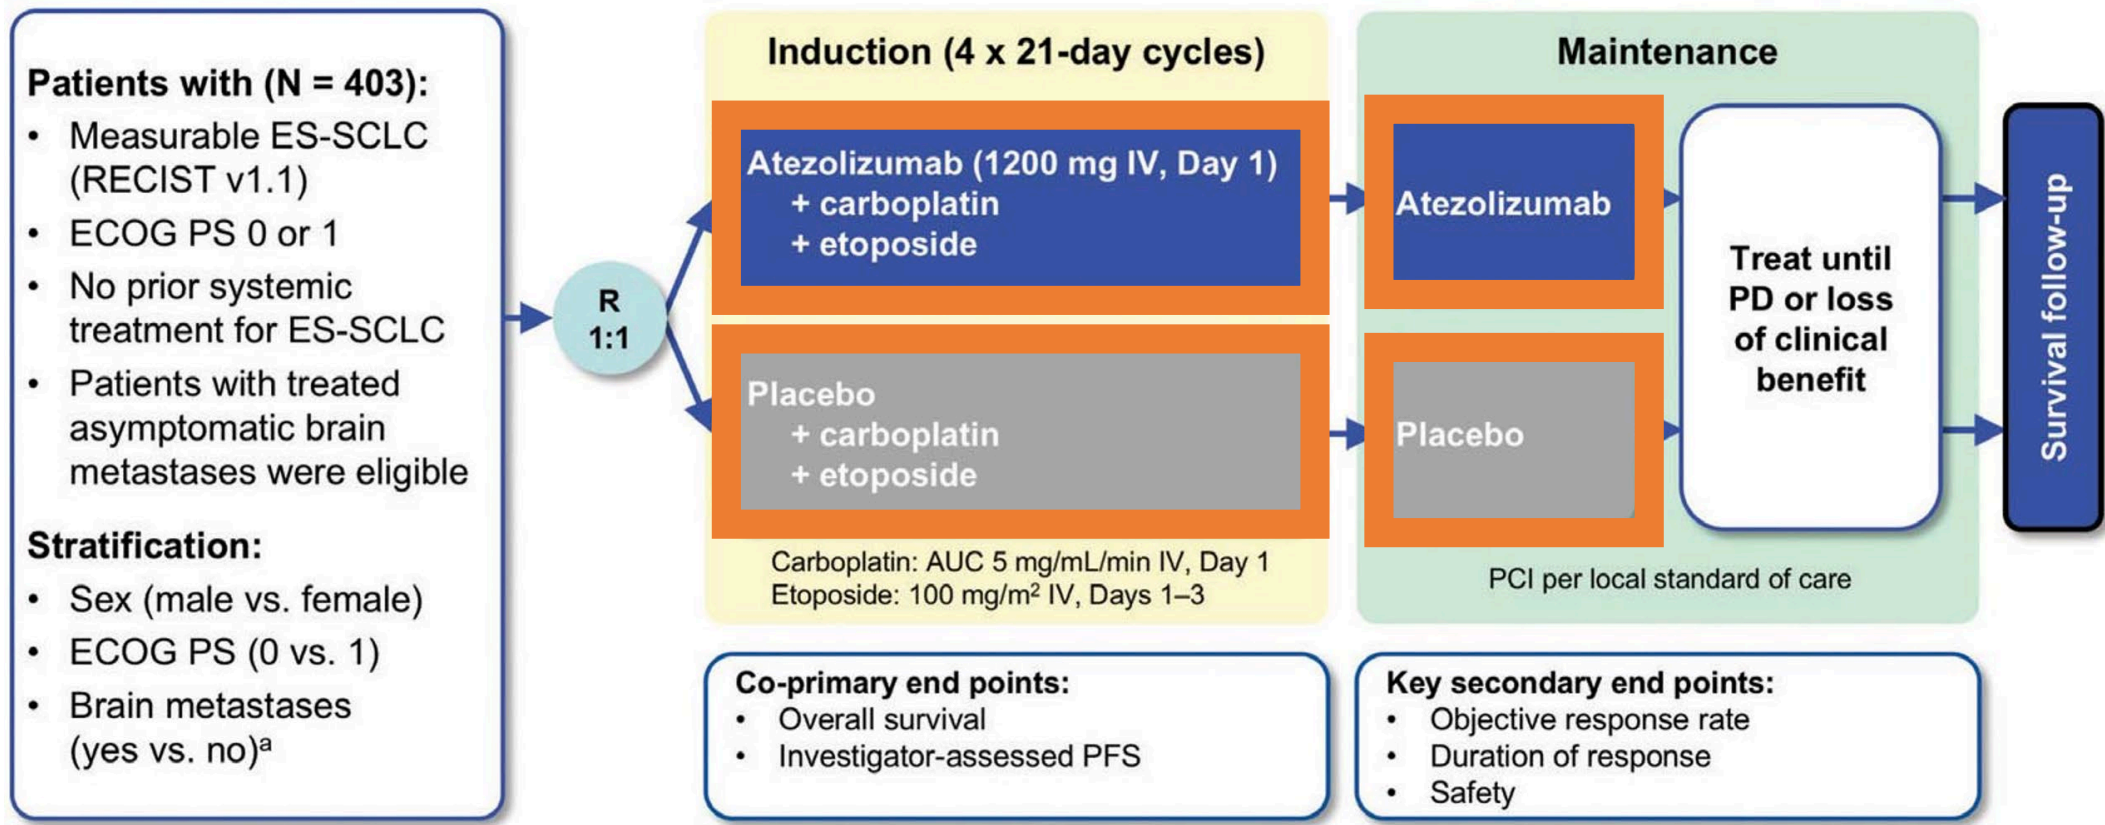 Patients with (N = 403):
• Measurable ES-SCLC
(RECIST v1.1)
• ECOG PS 0 or 1
• No prior systemic
treatment for ES-SCLC
• Patients with treated
asymptomatic brain
metastases were eligible
Stratification:
• Sex (male vs. female)
• ECOG PS (0 vs. 1)
• Brain metastases
(yes vs. no)ᵃ
R
1:1
Induction (4 x 21-day cycles)
Atezolizumab (1200 mg IV, Day 1)
+ carboplatin
+ etoposide
Placebo
+ carboplatin
+ etoposide
Carboplatin: AUC 5 mg/mL/min IV, Day 1
Etoposide: 100 mg/m² IV, Days 1–3
Maintenance
Atezolizumab
Placebo
Treat until
PD or loss
of clinical
benefit
PCI per local standard of care
Survival follow-up
Co-primary end points:
• Overall survival
• Investigator-assessed PFS
Key secondary end points:
• Objective response rate
• Duration of response
• Safety